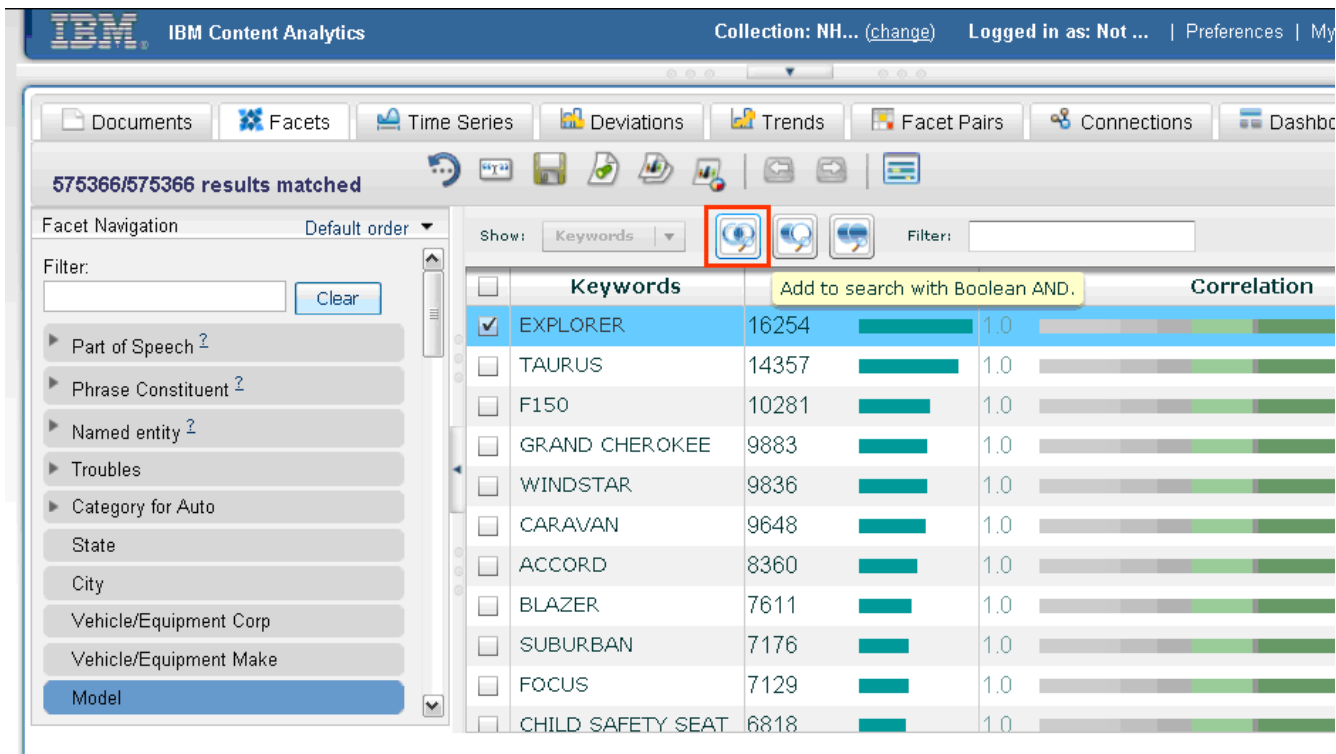 IBM IBM Content Analytics Collection: NH... (change) Logged in as: Not ... | Preferences | My
Documents Facets Time Series Deviations Trends Facet Pairs Connections Dashbo
575366/575366 results matched
Facet Navigation Default order
Show: Keywords Filter:
Filter:
Clear
Keywords Add to search with Boolean AND. Correlation
EXPLORER 16254 1.0
TAURUS 14357 1.0
F150 10281 1.0
GRAND CHEROKEE 9883 1.0
WINDSTAR 9836 1.0
CARAVAN 9648 1.0
ACCORD 8360 1.0
BLAZER 7611 1.0
SUBURBAN 7176 1.0
FOCUS 7129 1.0
CHILD SAFETY SEAT 6818 1.0
Part of Speech ?
Phrase Constituent ?
Named entity ?
Troubles
Category for Auto
State
City
Vehicle/Equipment Corp
Vehicle/Equipment Make
Model